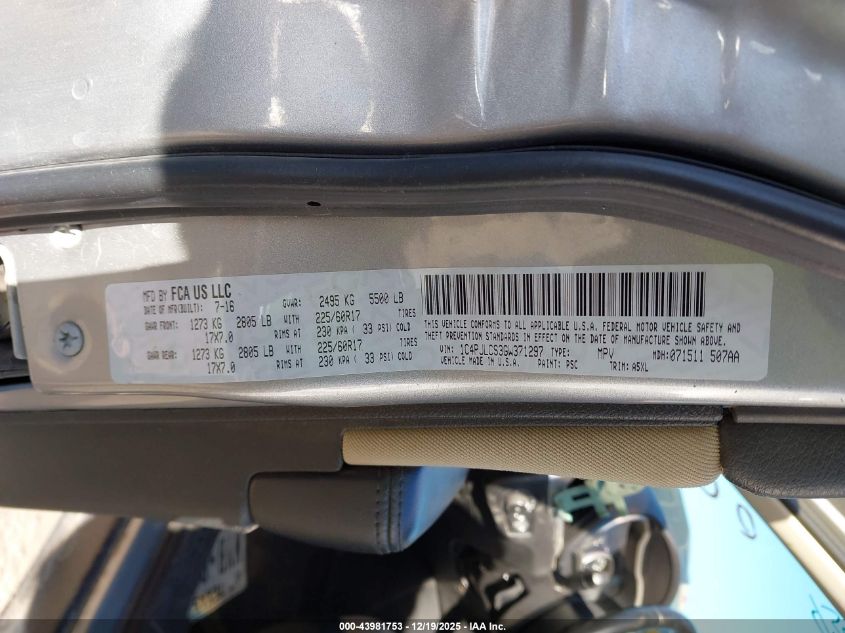 MFD BY FCA US LLC
DATE OF MFR(BUILT): 7-16 GVWR: 2495 KG 5500 LB
GAWR FRONT: 1273 KG 2805 LB WITH 225/60R17 TIRES
17X7.0 RIMS AT 230 KPA ( 33 PSI) COLD
GAWR REAR: 1273 KG 2805 LB WITH 225/60R17 TIRES
17X7.0 RIMS AT 230 KPA ( 33 PSI) COLD
THIS VEHICLE CONFORMS TO ALL APPLICABLE U.S.A. FEDERAL MOTOR VEHICLE SAFETY AND
THEFT PREVENTION STANDARDS IN EFFECT ON THE DATE OF MANUFACTURE SHOWN ABOVE.
VIN: 1C4PJLCS3GW371297 TYPE: MPV MDH: 071511 507AA
VEHICLE MADE IN U.S.A. PAINT: PSC TRIM: A5XL
000-43981753 - 12/19/2025 - IAA Inc.